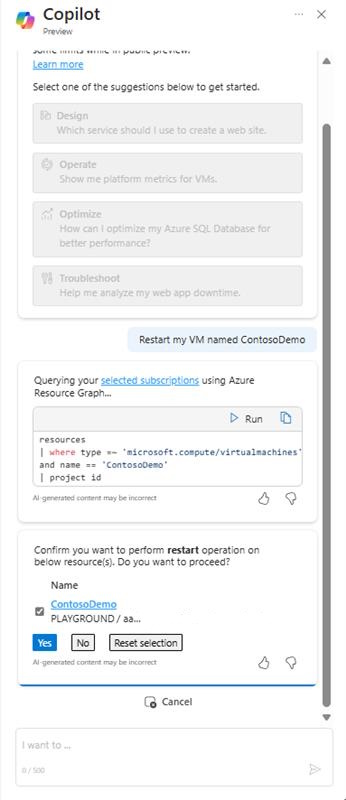 Copilot
Preview
some limits while in public preview.
Learn more
Select one of the suggestions below to get started.
Design
Which service should I use to create a web site.
Operate
Show me platform metrics for VMs.
Optimize
How can I optimize my Azure SQL Database for
better performance?
Troubleshoot
Help me analyze my web app downtime.
Restart my VM named ContosoDemo
Querying your selected subscriptions using Azure
Resource Graph...
Run
resources
| where type =~ 'microsoft.compute/virtualmachines'
and name == 'ContosoDemo'
| project id
AI-generated content may be incorrect
Confirm you want to perform restart operation on
below resource(s). Do you want to proceed?
Name
ContosoDemo
PLAYGROUND / aa...
Yes No Reset selection
AI-generated content may be incorrect
Cancel
I want to ...
0 / 500